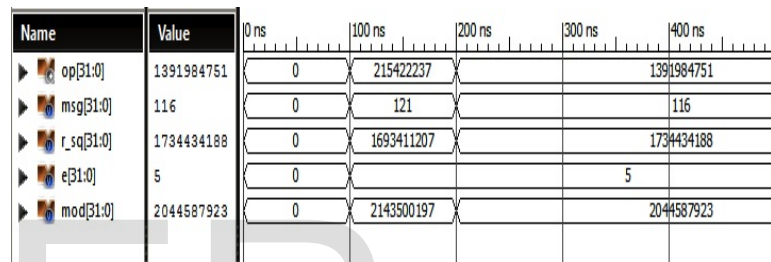 Name Value 0 ns 100 ns 200 ns 300 ns 400 ns
op[31:0] 1391984751 0 215422237 1391984751
msg[31:0] 116 0 121 116
r_sq[31:0] 1734434188 0 1693411207 1734434188
e[31:0] 5 0 5
mod[31:0] 2044587923 0 2143500197 2044587923